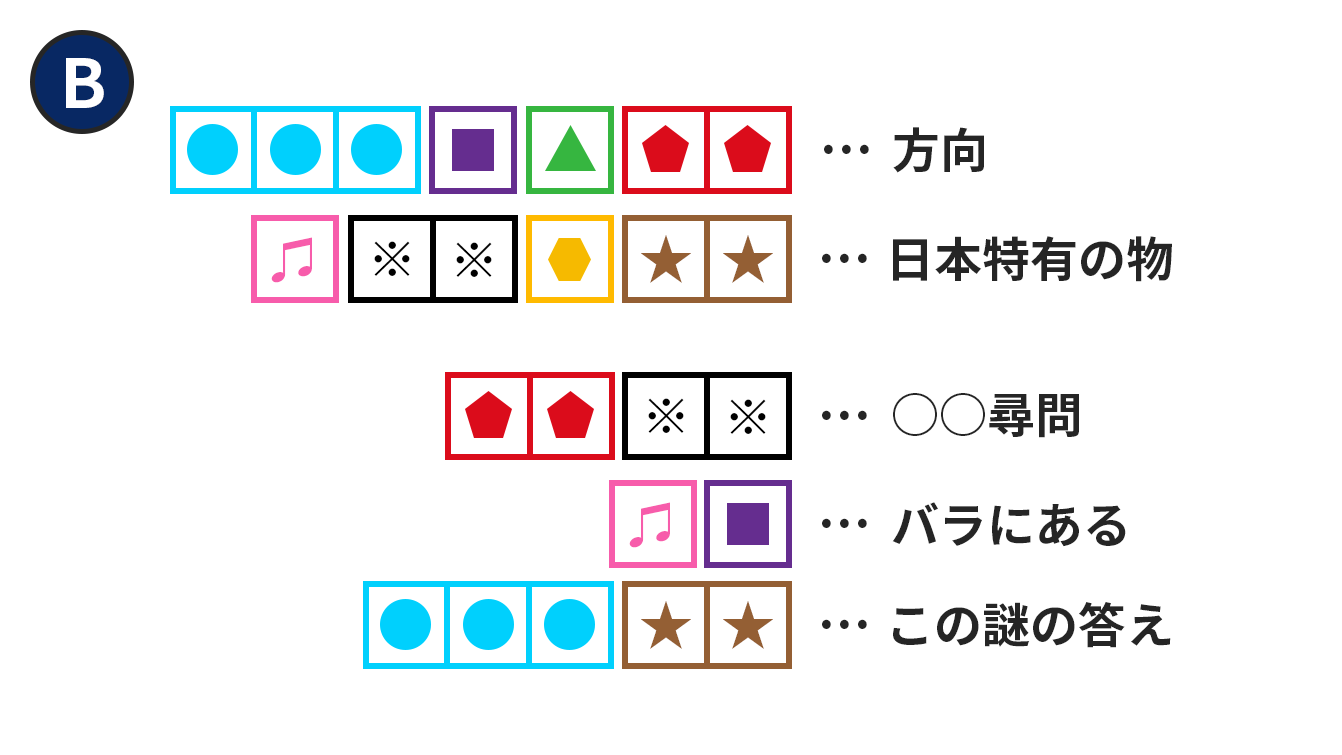 B
… 方向
… 日本特有の物
… ◯◯尋問
… バラにある
… この謎の答え